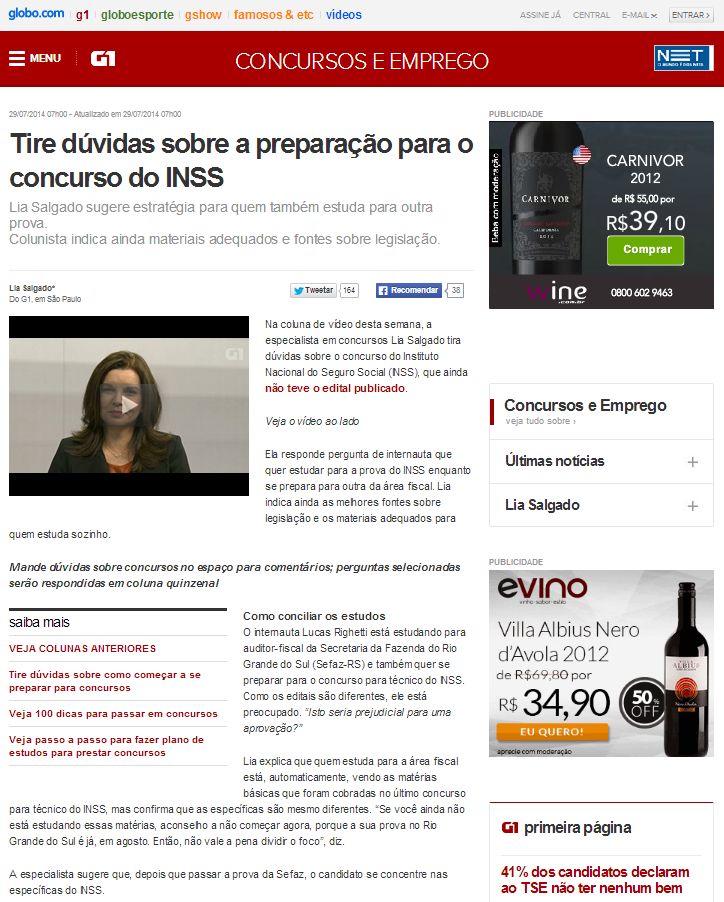 globo.com g1 globoesporte gshow famosos & etc vídeos ASSINE JÁ CENTRAL E-MAIL ENTRAR ›
MENU G1 CONCURSOS E EMPREGO NET
O MUNDO É DOS NETS
29/07/2014 07h00 - Atualizado em 29/07/2014 07h00
Tire dúvidas sobre a preparação para o
concurso do INSS
Lia Salgado sugere estratégia para quem também estuda para outra
prova.
Colunista indica ainda materiais adequados e fontes sobre legislação.
Lia Salgado*
Do G1, em São Paulo
Tweetar 164 Recomendar 38
G1
Na coluna de vídeo desta semana, a
especialista em concursos Lia Salgado tira
dúvidas sobre o concurso do Instituto
Nacional do Seguro Social (INSS), que ainda
não teve o edital publicado.
Veja o vídeo ao lado
Ela responde pergunta de internauta que
quer estudar para a prova do INSS enquanto
se prepara para outra da área fiscal. Lia
indica ainda as melhores fontes sobre
legislação e os materiais adequados para
quem estuda sozinho.
Mande dúvidas sobre concursos no espaço para comentários; perguntas selecionadas
serão respondidas em coluna quinzenal
saiba mais
VEJA COLUNAS ANTERIORES
Tire dúvidas sobre como começar a se
preparar para concursos
Veja 100 dicas para passar em concursos
Veja passo a passo para fazer plano de
estudos para prestar concursos
Como conciliar os estudos
O internauta Lucas Righetti está estudando para
auditor-fiscal da Secretaria da Fazenda do Rio
Grande do Sul (Sefaz-RS) e também quer se
preparar para o concurso para técnico do INSS.
Como os editais são diferentes, ele está
preocupado. “Isto seria prejudicial para uma
aprovação?”
Lia explica que quem estuda para a área fiscal
está, automaticamente, vendo as matérias
básicas que foram cobradas no último concurso
para técnico do INSS, mas confirma que as específicas são mesmo diferentes. “Se você ainda não
está estudando essas matérias, aconselho a não começar agora, porque a sua prova no Rio
Grande do Sul é já, em agosto. Então, não vale a pena dividir o foco”, diz.
A especialista sugere que, depois que passar a prova da Sefaz, o candidato se concentre nas
específicas do INSS.
PUBLICIDADE
Beba com moderação
CARNIVOR
CALIFORNIA
2012
CARNIVOR
2012
de R$ 55,00 por
R$39,10
Comprar
wine
.com.br
0800 602 9463
Concursos e Emprego
veja tudo sobre ›
Últimas notícias +
Lia Salgado +
PUBLICIDADE
evino
vinho·sabor·estilo
Villa Albius Nero
d’Avola 2012
de R$69,80 por
R$ 34,90
50%
OFF
EU QUERO!
aprecie com moderação
ALBIUS
G1 primeira página
41% dos candidatos declaram
ao TSE não ter nenhum bem